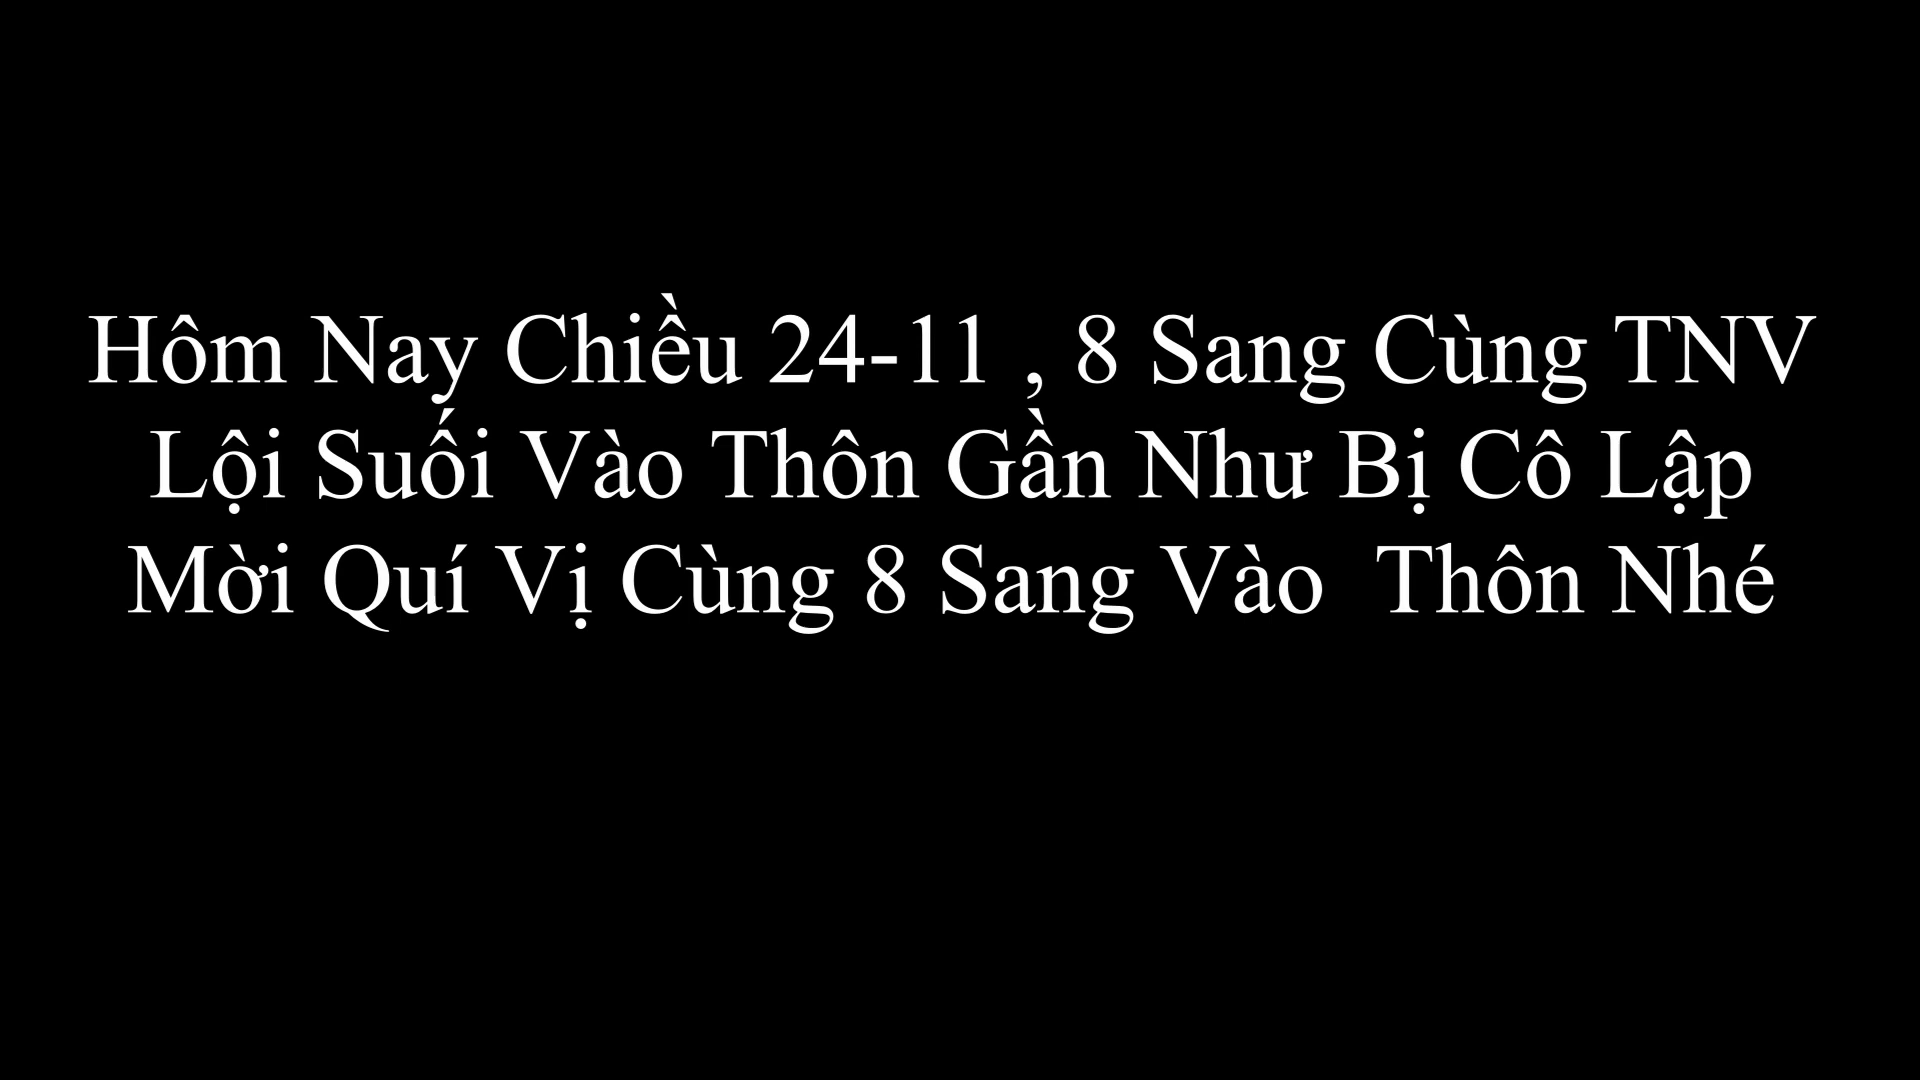 Hôm Nay Chiều 24-11 , 8 Sang Cùng TNV
Lội Suối Vào Thôn Gần Như Bị Cô Lập
Mời Quí Vị Cùng 8 Sang Vào  Thôn Nhé